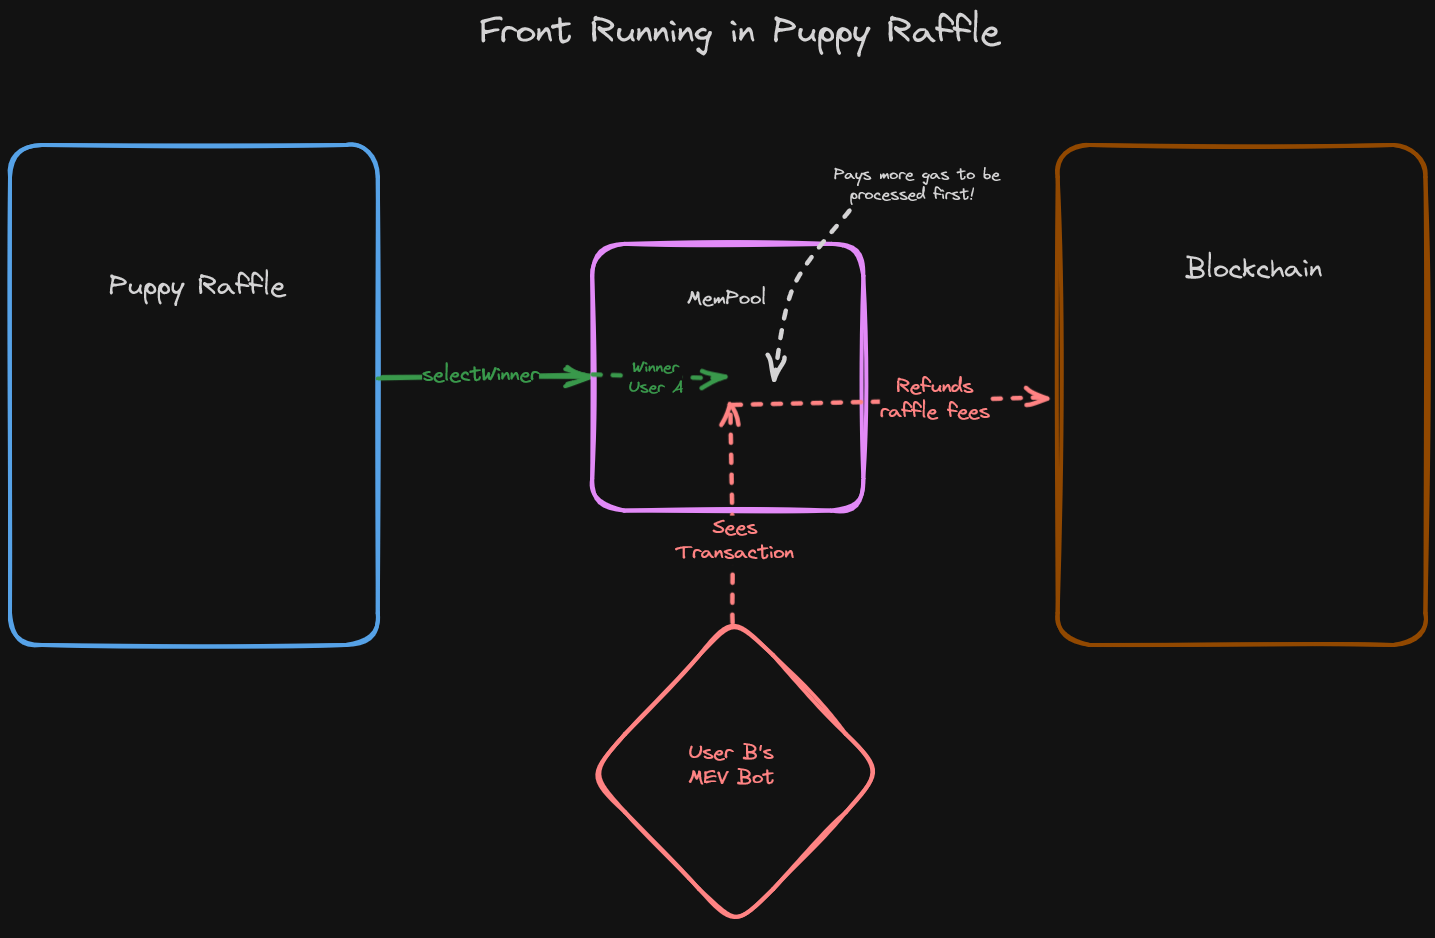 Front Running in Puppy Raffle
Pays more gas to be
processed first!
Puppy Raffle
Blockchain
MemPool
selectWinner
Winner
User A
Refunds
raffle fees
Sees
Transaction
User B's
MEV Bot